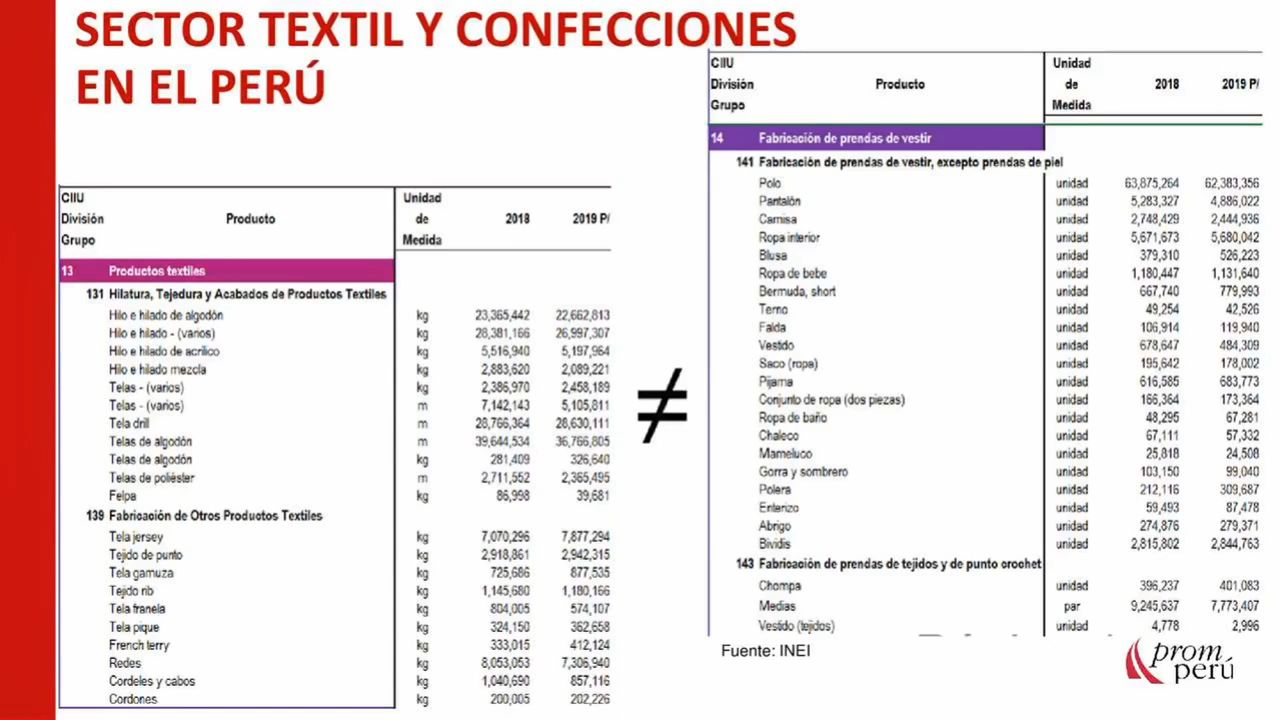 SECTOR TEXTIL Y CONFECCIONES
EN EL PERÚ
CIIU Unidad
División Producto de 2018 2019 P/
Grupo Medida
13 Productos textiles
131 Hilatura, Tejedura y Acabados de Productos Textiles
Hilo e hilado de algodón kg 23,365,442 22,662,813
Hilo e hilado - (varios) kg 28,381,166 26,997,307
Hilo e hilado de acrílico kg 5,516,940 5,197,964
Hilo e hilado mezcla kg 2,883,620 2,089,221
Telas - (varios) kg 2,386,970 2,458,189
Telas - (varios) m 7,142,143 5,105,811
Tela drill m 28,766,364 28,630,111
Telas de algodón m 39,644,534 36,766,805
Telas de algodón kg 281,409 326,640
Telas de poliéster m 2,711,552 2,365,495
Felpa kg 86,998 39,681
139 Fabricación de Otros Productos Textiles
Tela jersey kg 7,070,296 7,877,294
Tejido de punto kg 2,918,861 2,942,315
Tela gamuza kg 725,686 877,535
Tejido rib kg 1,145,680 1,180,166
Tela franela kg 804,005 574,107
Tela pique kg 324,150 362,658
French terry kg 333,015 412,124
Redes kg 8,053,053 7,306,940
Cordeles y cabos kg 1,040,690 857,116
Cordones kg 200,005 202,226
≠
CIIU Unidad
División Producto de 2018 2019 P/
Grupo Medida
14 Fabricación de prendas de vestir
141 Fabricación de prendas de vestir, excepto prendas de piel
Polo unidad 63,875,264 62,383,356
Pantalón unidad 5,283,327 4,886,022
Camisa unidad 2,748,429 2,444,936
Ropa interior unidad 5,671,673 5,680,042
Blusa unidad 379,310 526,223
Ropa de bebe unidad 1,180,447 1,131,640
Bermuda, short unidad 667,740 779,993
Terno unidad 49,254 42,526
Falda unidad 106,914 119,940
Vestido unidad 678,647 484,309
Saco (ropa) unidad 195,642 178,002
Pijama unidad 616,585 683,773
Conjunto de ropa (dos piezas) unidad 166,364 173,364
Ropa de baño unidad 48,295 67,281
Chaleco unidad 67,111 57,332
Mameluco unidad 25,818 24,508
Gorra y sombrero unidad 103,150 99,040
Polera unidad 212,116 309,687
Enterizo unidad 59,493 87,478
Abrigo unidad 274,876 279,371
Bividis unidad 2,815,802 2,844,763
143 Fabricación de prendas de tejidos y de punto crochet
Chompa unidad 396,237 401,083
Medias par 9,245,637 7,773,407
Vestido (tejidos) unidad 4,778 2,996
Fuente: INEI
prom
perú